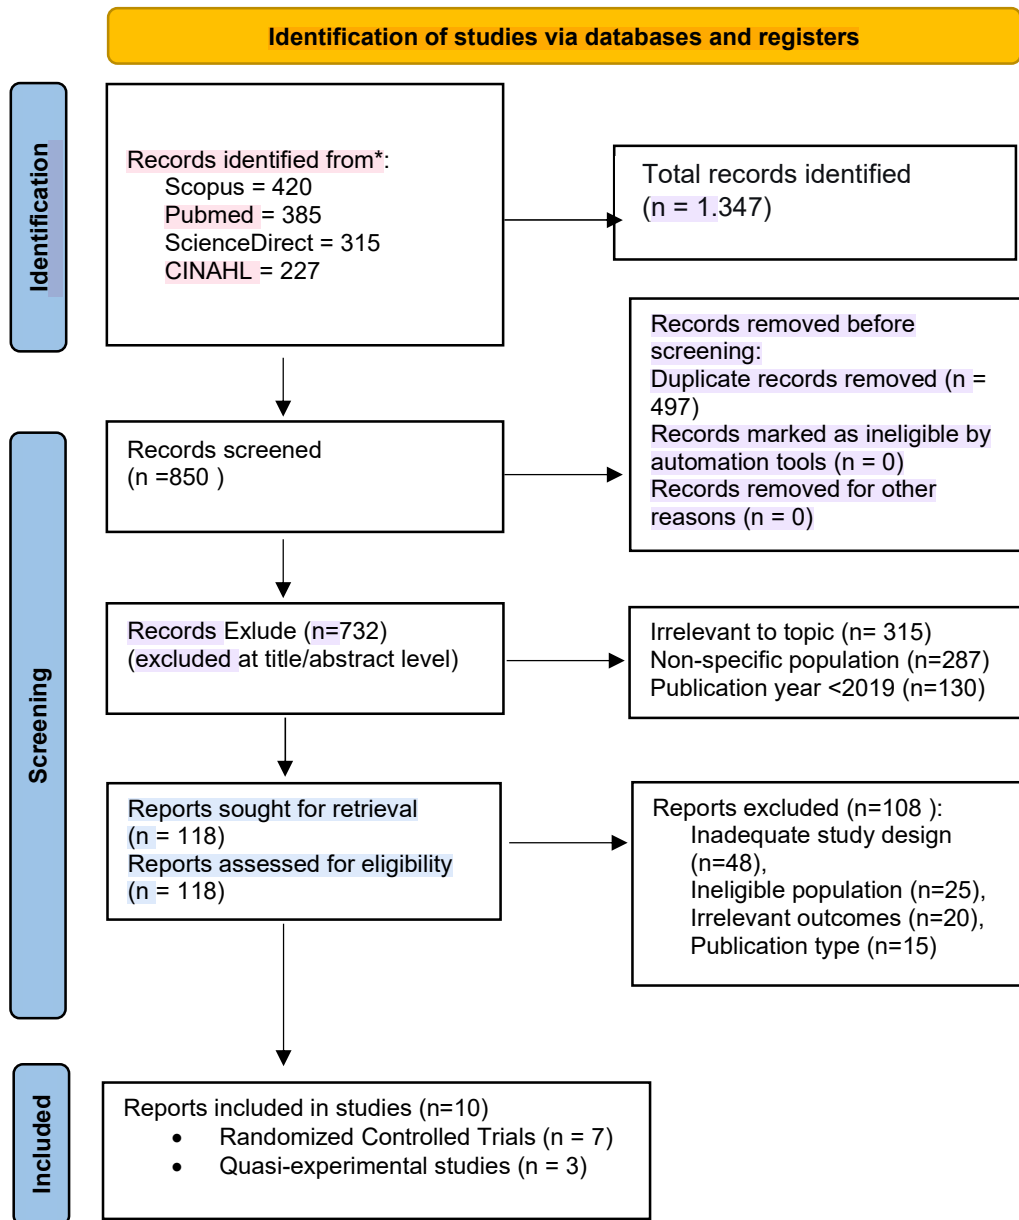 Identification of studies via databases and registers
Identification
Records identified from*:
Scopus = 420
Pubmed = 385
ScienceDirect = 315
CINAHL = 227
Total records identified
(n = 1.347)
Records removed before
screening:
Duplicate records removed (n =
497)
Records marked as ineligible by
automation tools (n = 0)
Records removed for other
reasons (n = 0)
Screening
Records screened
(n =850 )
Records Exlude (n=732)
(excluded at title/abstract level)
Irrelevant to topic (n= 315)
Non-specific population (n=287)
Publication year <2019 (n=130)
Reports sought for retrieval
(n = 118)
Reports assessed for eligibility
(n = 118)
Reports excluded (n=108 ):
Inadequate study design
(n=48),
Ineligible population (n=25),
Irrelevant outcomes (n=20),
Publication type (n=15)
Included
Reports included in studies (n=10)
• Randomized Controlled Trials (n = 7)
• Quasi-experimental studies (n = 3)